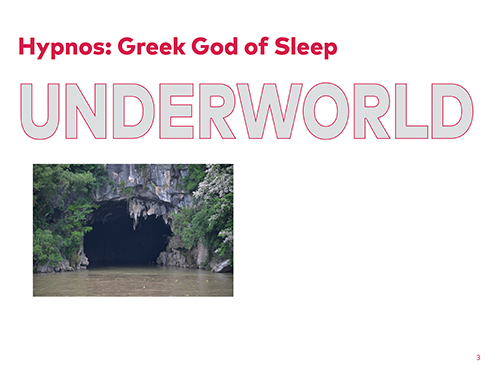 Hypnos: Greek God of Sleep
UNDERWORLD
3